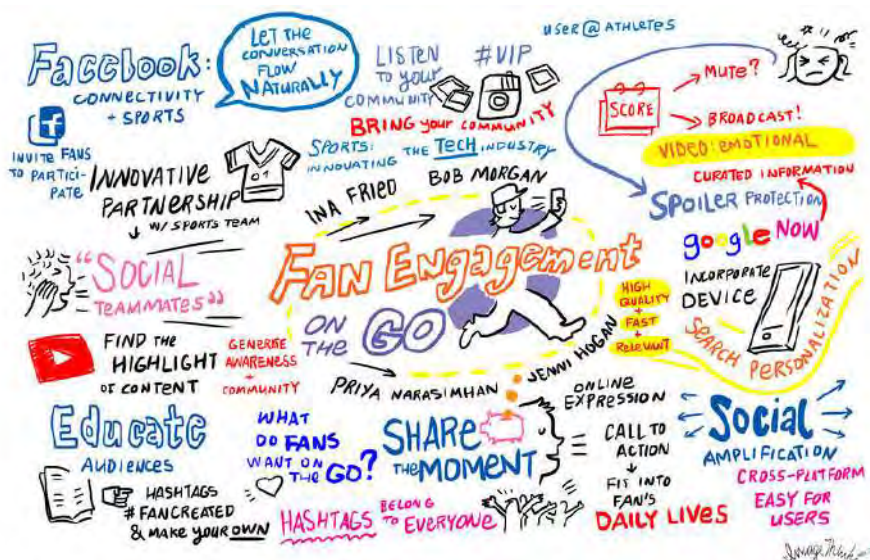 Facebook:
CONNECTIVITY
+ SPORTS
LET THE
CONVERSATION
FLOW
NATURALLY
f
INVITE FANS
TO PARTICI-
PATE
LISTEN
TO YOUR
COMMUNITY
#VIP
BRING YOUR COMMUNITY
USER@ATHLETES
SCORE
MUTE?
BROADCAST!
VIDEO: EMOTIONAL
CURATED INFORMATION
SPOILER PROTECTION
google NOW
INCORPORATE
DEVICE
SEARCH PERSONALIZATION
SPORTS:
INNOVATING THE TECH INDUSTRY
INNOVATIVE
PARTNERSHIP
W/ SPORTS TEAM
01
INA FRIED
BOB MORGAN
FAN ENGAGEMENT
ON
THE GO
HIGH
QUALITY
+
FAST
+
RELEVANT
PRIYA NARASIMHAN
JENNI HOGAN
"SOCIAL
TEAMMATES"
FIND THE
HIGHLIGHT
OF CONTENT
GENERATE
AWARENESS
+
COMMUNITY
Educate
AUDIENCES
HASHTAGS
#FANCREATED
& MAKE YOUR OWN
WHAT
DO FANS
WANT ON
THE GO?
HASHTAGS BELONG
TO EVERYONE
SHARE
THE MOMENT
ONLINE
EXPRESSION
CALL TO
ACTION
FIT INTO
FAN'S
DAILY LIVES
Social
AMPLIFICATION
CROSS-PLATFORM
EASY FOR
USERS